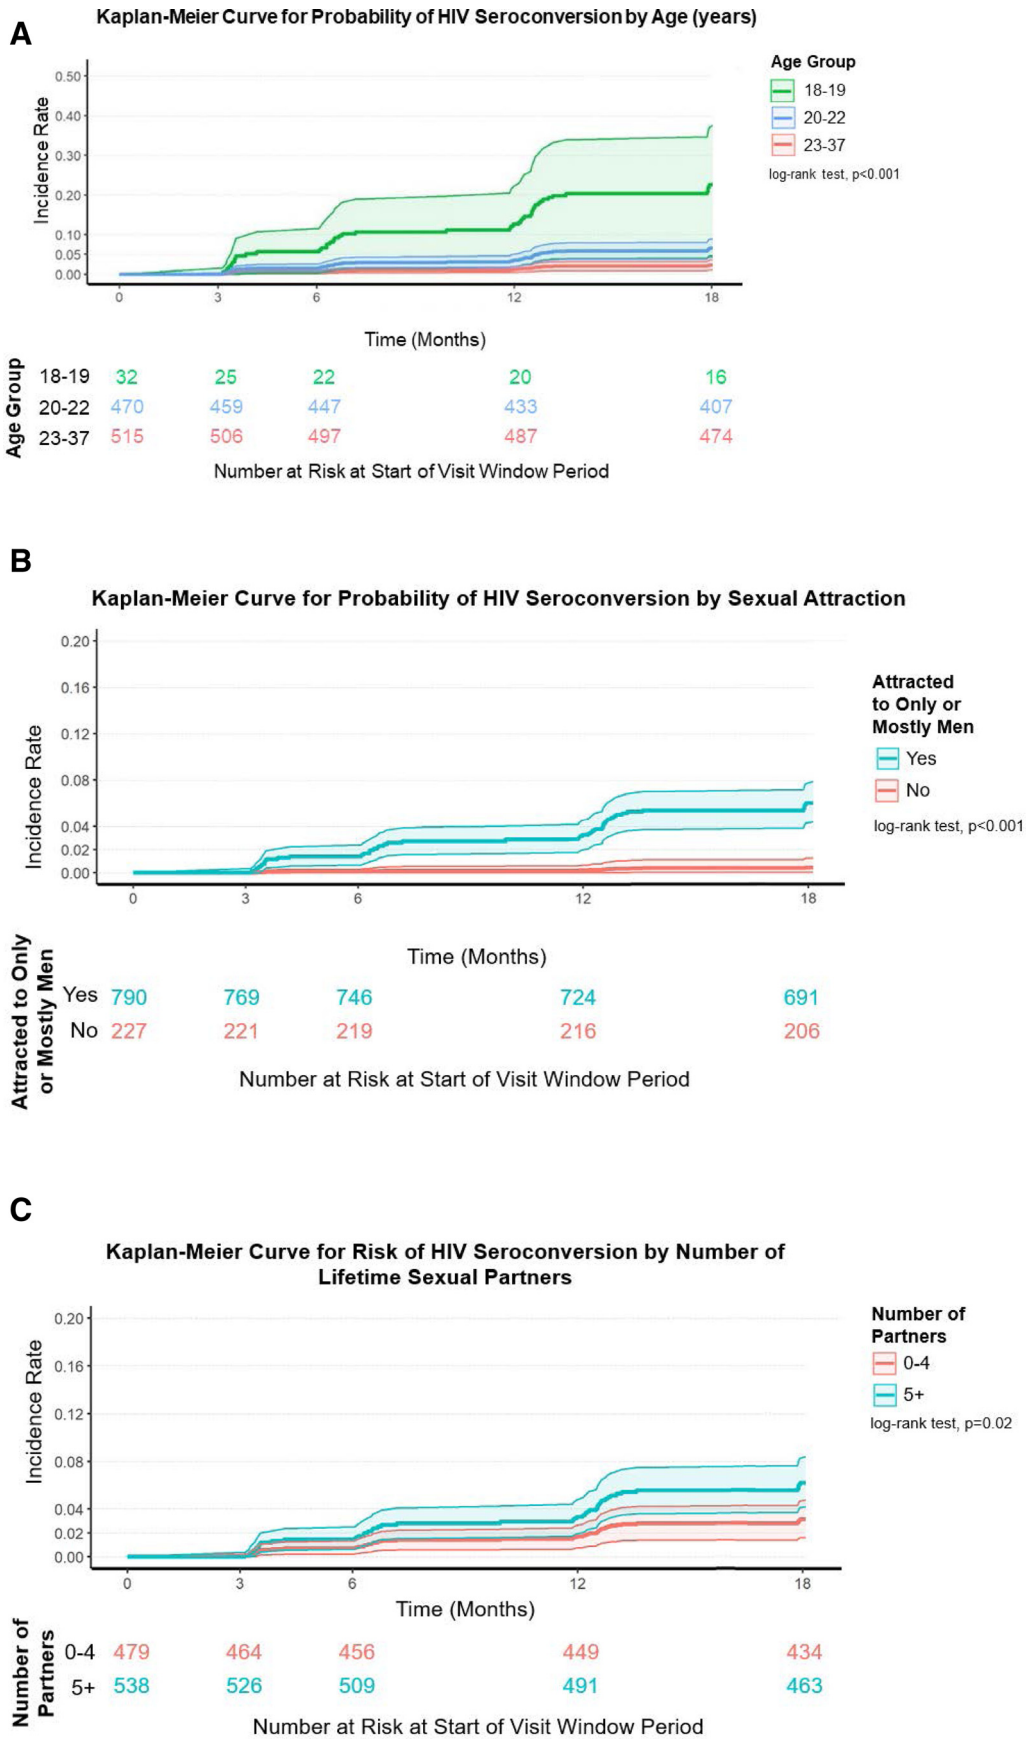 A
Kaplan-Meier Curve for Probability of HIV Seroconversion by Age (years)
Incidence Rate
0.50
0.40
0.30
0.20
0.10
0.05
0.00
0 3 6 12 18
Time (Months)
Age Group
18-19
20-22
23-37
log-rank test, p<0.001
Age Group
18-19 32 25 22 20 16
20-22 470 459 447 433 407
23-37 515 506 497 487 474
Number at Risk at Start of Visit Window Period
B
Kaplan-Meier Curve for Probability of HIV Seroconversion by Sexual Attraction
Incidence Rate
0.20
0.16
0.12
0.08
0.04
0.02
0.00
0 3 6 12 18
Time (Months)
Attracted
to Only or
Mostly Men
Yes
No
log-rank test, p<0.001
Attracted to Only
or Mostly Men
Yes 790 769 746 724 691
No 227 221 219 216 206
Number at Risk at Start of Visit Window Period
C
Kaplan-Meier Curve for Risk of HIV Seroconversion by Number of
Lifetime Sexual Partners
Incidence Rate
0.20
0.16
0.12
0.08
0.04
0.02
0.00
0 3 6 12 18
Time (Months)
Number of
Partners
0-4
5+
log-rank test, p=0.02
Number of
Partners
0-4 479 464 456 449 434
5+ 538 526 509 491 463
Number at Risk at Start of Visit Window Period